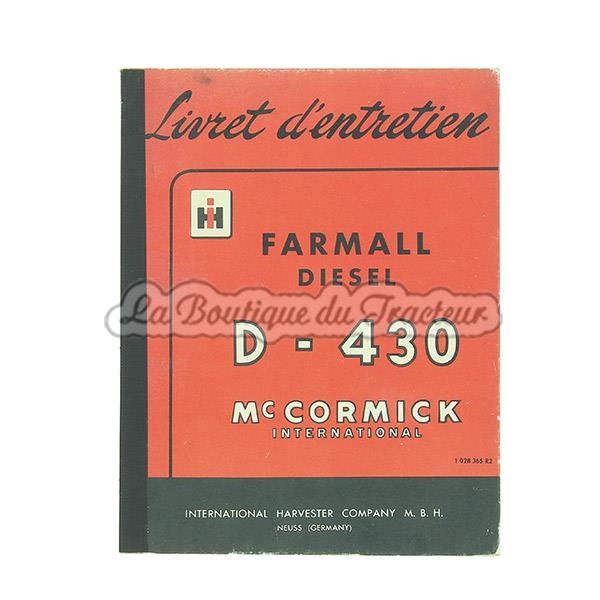 Livret d'entretien
IH
FARMALL
DIESEL
La Boutique du Tracteur
D - 430
McCORMICK
INTERNATIONAL
1 028 365 R2
INTERNATIONAL HARVESTER COMPANY M. B. H.
NEUSS (GERMANY)